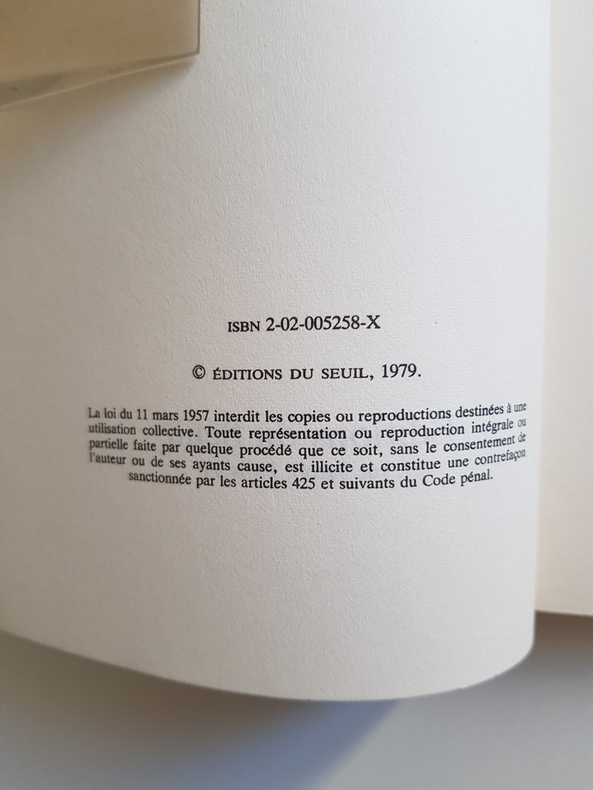 ISBN 2-02-005258-X
© ÉDITIONS DU SEUIL, 1979.
La loi du 11 mars 1957 interdit les copies ou reproductions destinées à une
utilisation collective. Toute représentation ou reproduction intégrale ou
partielle faite par quelque procédé que ce soit, sans le consentement de
l'auteur ou de ses ayants cause, est illicite et constitue une contrefaçon
sanctionnée par les articles 425 et suivants du Code pénal.